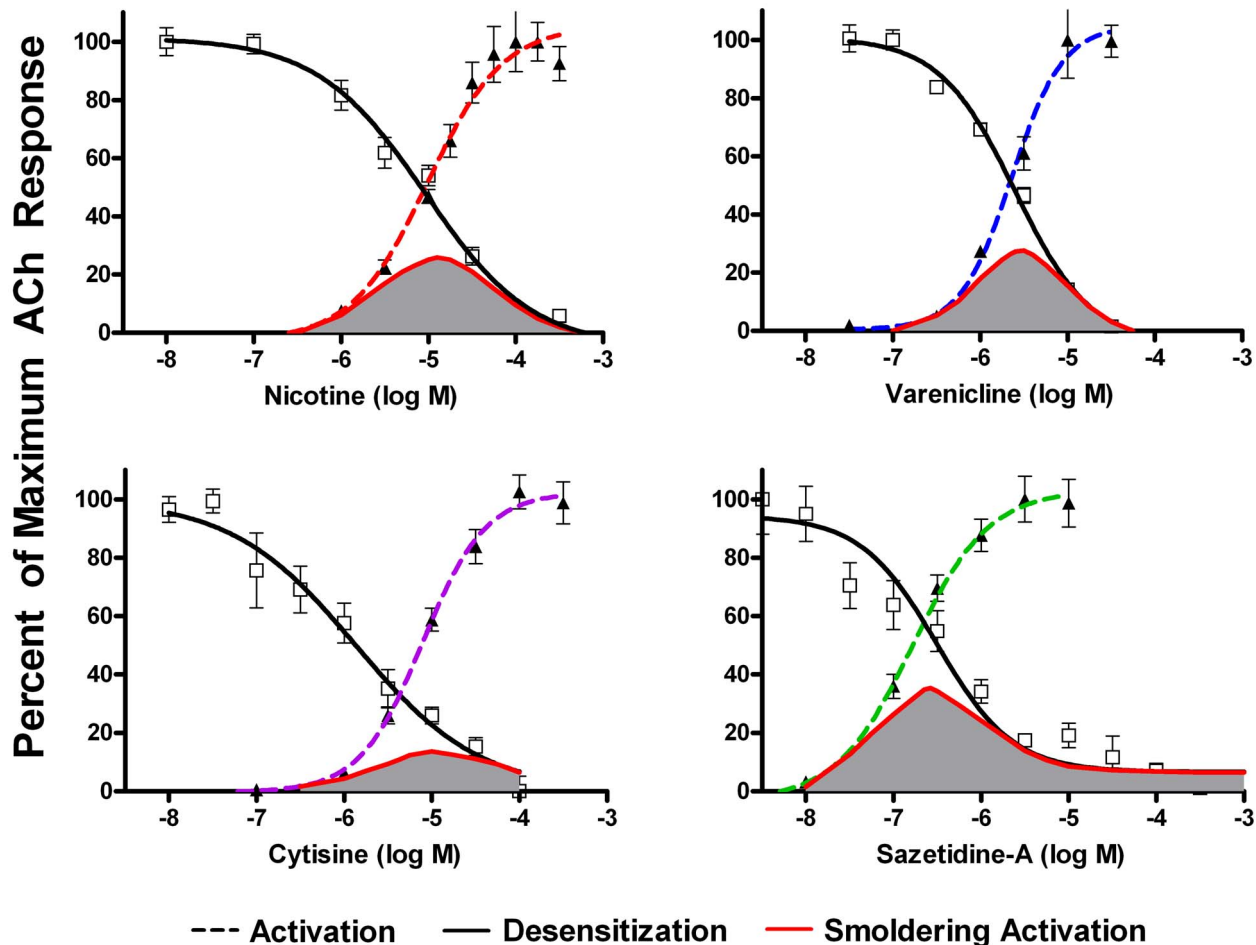 Percent of Maximum ACh Response
100
80
60
40
20
0
-8 -7 -6 -5 -4 -3
Nicotine (log M)
100
80
60
40
20
0
-8 -7 -6 -5 -4 -3
Varenicline (log M)
100
80
60
40
20
0
-8 -7 -6 -5 -4 -3
Cytisine (log M)
100
80
60
40
20
0
-8 -7 -6 -5 -4 -3
Sazetidine-A (log M)
Activation Desensitization Smoldering Activation